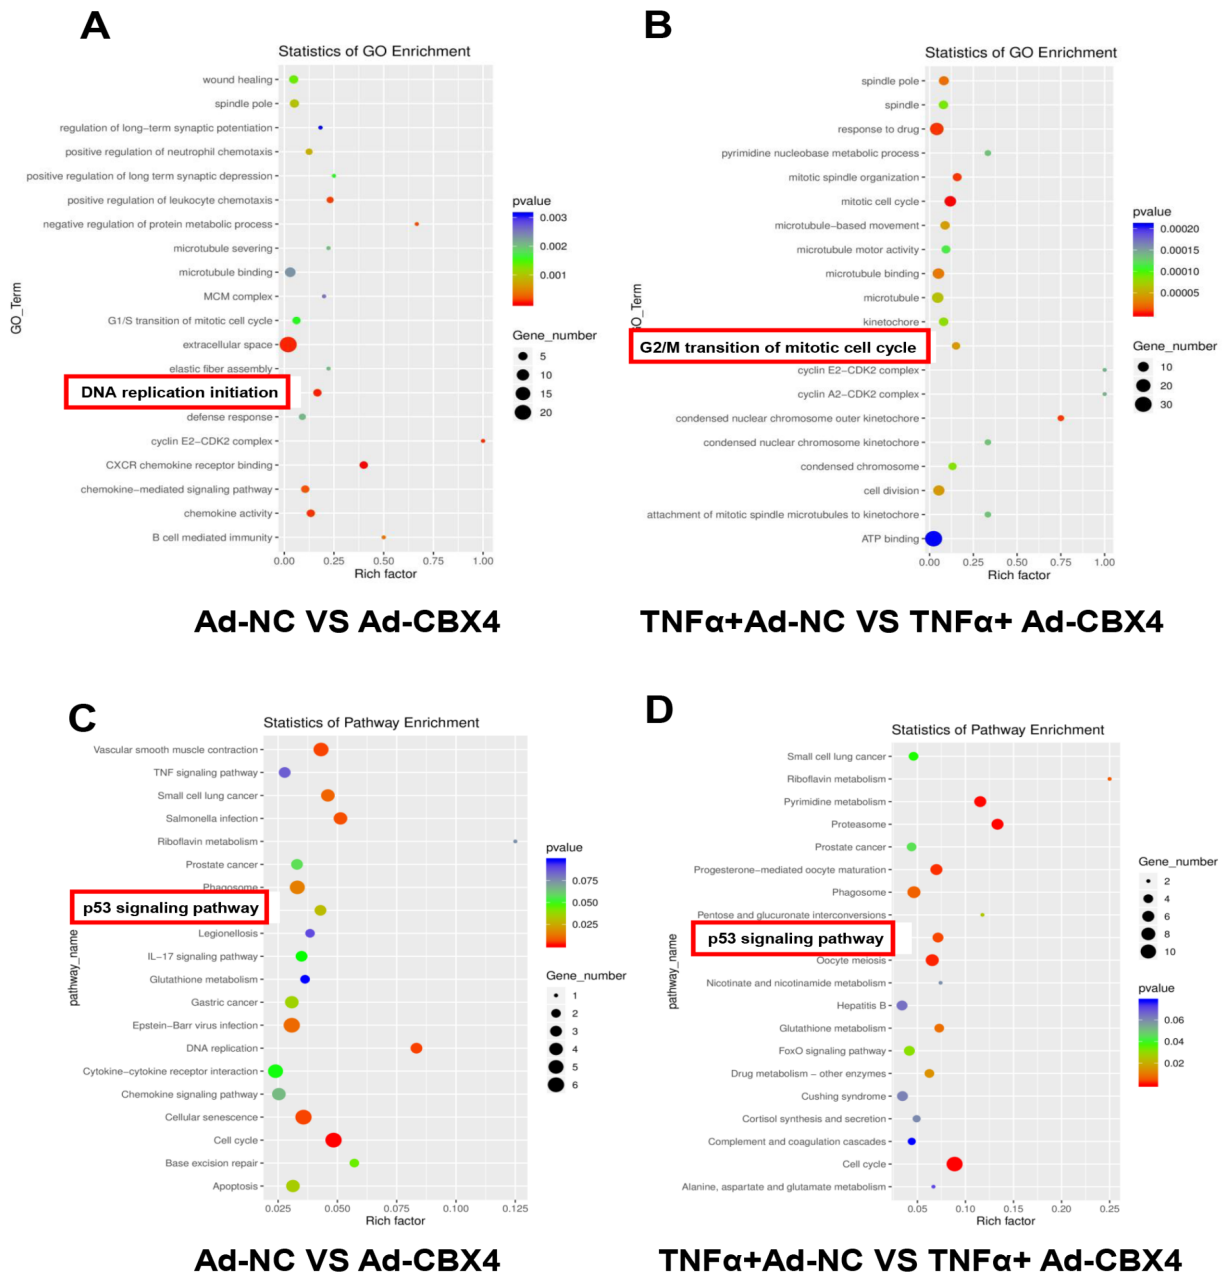 A
Statistics of GO Enrichment
wound healing
spindle pole
regulation of long−term synaptic potentiation
positive regulation of neutrophil chemotaxis
positive regulation of long term synaptic depression
positive regulation of leukocyte chemotaxis
negative regulation of protein metabolic process
microtubule severing
microtubule binding
MCM complex
G1/S transition of mitotic cell cycle
extracellular space
elastic fiber assembly
DNA replication initiation
defense response
cyclin E2−CDK2 complex
CXCR chemokine receptor binding
chemokine−mediated signaling pathway
chemokine activity
B cell mediated immunity
GO_Term
0.00 0.25 0.50 0.75 1.00
Rich factor
pvalue
0.003
0.002
0.001
Gene_number
5
10
15
20
Ad-NC VS Ad-CBX4
B
Statistics of GO Enrichment
spindle pole
spindle
response to drug
pyrimidine nucleobase metabolic process
mitotic spindle organization
mitotic cell cycle
microtubule−based movement
microtubule motor activity
microtubule binding
microtubule
kinetochore
G2/M transition of mitotic cell cycle
cyclin E2−CDK2 complex
cyclin A2−CDK2 complex
condensed nuclear chromosome outer kinetochore
condensed nuclear chromosome kinetochore
condensed chromosome
cell division
attachment of mitotic spindle microtubules to kinetochore
ATP binding
GO_Term
0.00 0.25 0.50 0.75 1.00
Rich factor
pvalue
0.00020
0.00015
0.00010
0.00005
Gene_number
10
20
30
TNFα+Ad-NC VS TNFα+ Ad-CBX4
C
Statistics of Pathway Enrichment
Vascular smooth muscle contraction
TNF signaling pathway
Small cell lung cancer
Salmonella infection
Riboflavin metabolism
Prostate cancer
Phagosome
p53 signaling pathway
Legionellosis
IL−17 signaling pathway
Glutathione metabolism
Gastric cancer
Epstein−Barr virus infection
DNA replication
Cytokine−cytokine receptor interaction
Chemokine signaling pathway
Cellular senescence
Cell cycle
Base excision repair
Apoptosis
pathway_name
0.025 0.050 0.075 0.100 0.125
Rich factor
pvalue
0.075
0.050
0.025
Gene_number
1
2
3
4
5
6
Ad-NC VS Ad-CBX4
D
Statistics of Pathway Enrichment
Small cell lung cancer
Riboflavin metabolism
Pyrimidine metabolism
Proteasome
Prostate cancer
Progesterone−mediated oocyte maturation
Phagosome
Pentose and glucuronate interconversions
p53 signaling pathway
Oocyte meiosis
Nicotinate and nicotinamide metabolism
Hepatitis B
Glutathione metabolism
FoxO signaling pathway
Drug metabolism − other enzymes
Cushing syndrome
Cortisol synthesis and secretion
Complement and coagulation cascades
Cell cycle
Alanine, aspartate and glutamate metabolism
pathway_name
0.05 0.10 0.15 0.20 0.25
Rich factor
Gene_number
2
4
6
8
10
pvalue
0.06
0.04
0.02
TNFα+Ad-NC VS TNFα+ Ad-CBX4